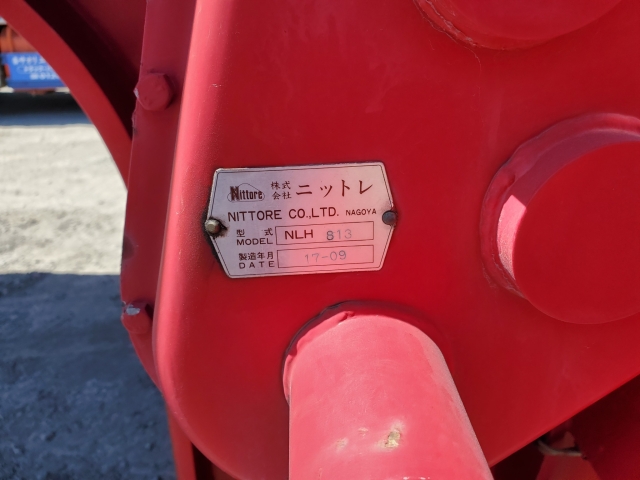 Nittore 株式会社 ニットレ
NITTORE CO.,LTD. NAGOYA
型式 MODEL NLH 813
製造年月 DATE 17-09